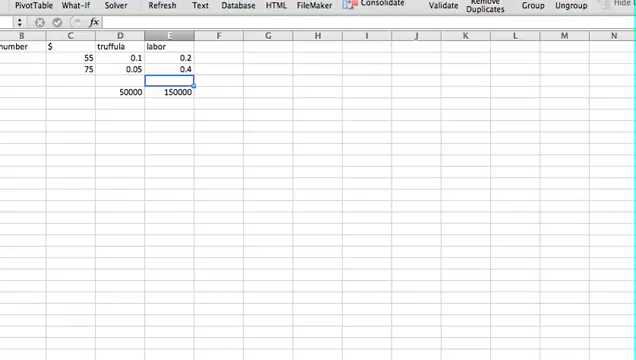 PivotTable What-If Solver Refresh Text Database HTML FileMaker Consolidate Validate Remove Duplicates Group Ungroup Hide
fx
B C D E F G H I J K L M N
number $ truffula labor
55 0.1 0.2
75 0.05 0.4
50000 150000